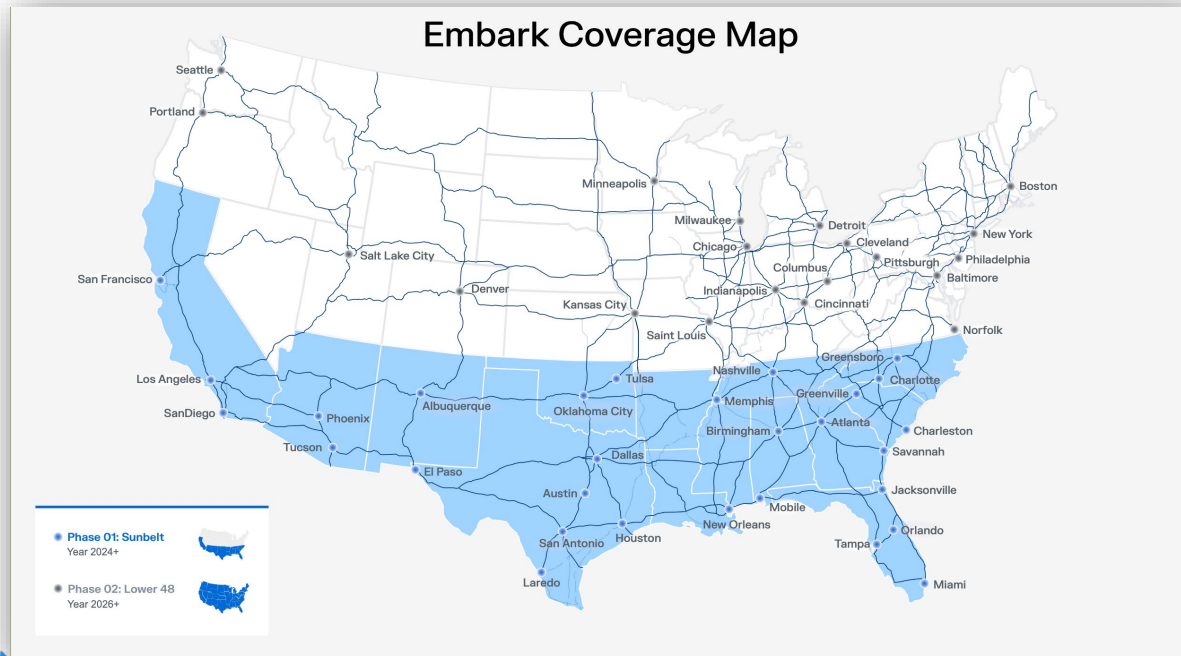 Embark Coverage Map
Seattle
Portland
Minneapolis
Boston
Milwaukee
Detroit
New York
Chicago
Cleveland
Salt Lake City
Pittsburgh
Philadelphia
Columbus
San Francisco
Baltimore
Denver
Indianapolis
Kansas City
Cincinnati
Saint Louis
Norfolk
Greensboro
Nashville
Los Angeles
Tulsa
Charlotte
Greenville
Albuquerque
Memphis
SanDiego
Oklahoma City
Phoenix
Atlanta
Birmingham
Charleston
Tucson
Savannah
Dallas
El Paso
Jacksonville
Austin
Mobile
New Orleans
Orlando
Houston
San Antonio
Tampa
Laredo
Miami
Phase 01: Sunbelt
Year 2024+
Phase 02: Lower 48
Year 2026+